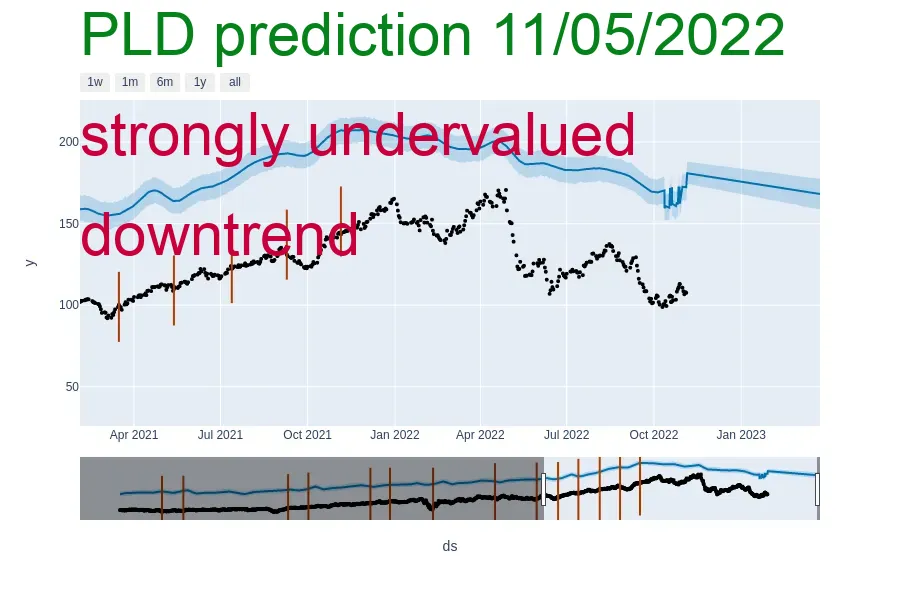 PLD prediction 11/05/2022
1w 1m 6m 1y all
strongly undervalued
downtrend
200
150
100
50
y
Apr 2021 Jul 2021 Oct 2021 Jan 2022 Apr 2022 Jul 2022 Oct 2022 Jan 2023
ds